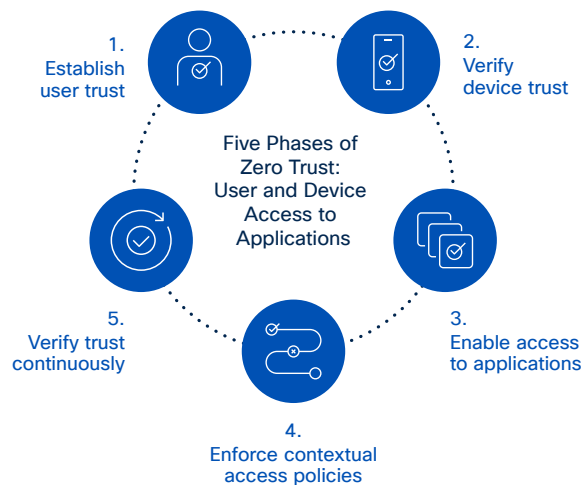 1.
Establish
user trust
2.
Verify
device trust
Five Phases of
Zero Trust:
User and Device
Access to
Applications
3.
Enable access
to applications
4.
Enforce contextual
access policies
5.
Verify trust
continuously